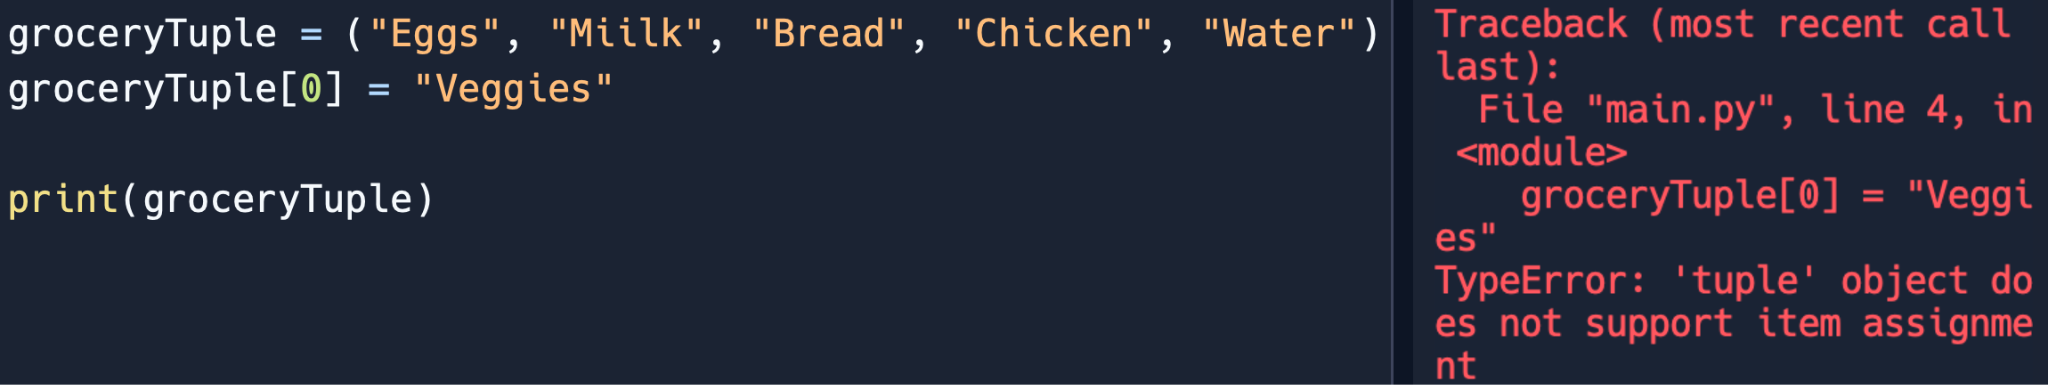 groceryTuple = ("Eggs", "Miilk", "Bread", "Chicken", "Water")
groceryTuple[0] = "Veggies"
print(groceryTuple)
Traceback (most recent call
last):
File "main.py", line 4, in
<module>
groceryTuple[0] = "Veggi
es"
TypeError: 'tuple' object do
es not support item assignme
nt